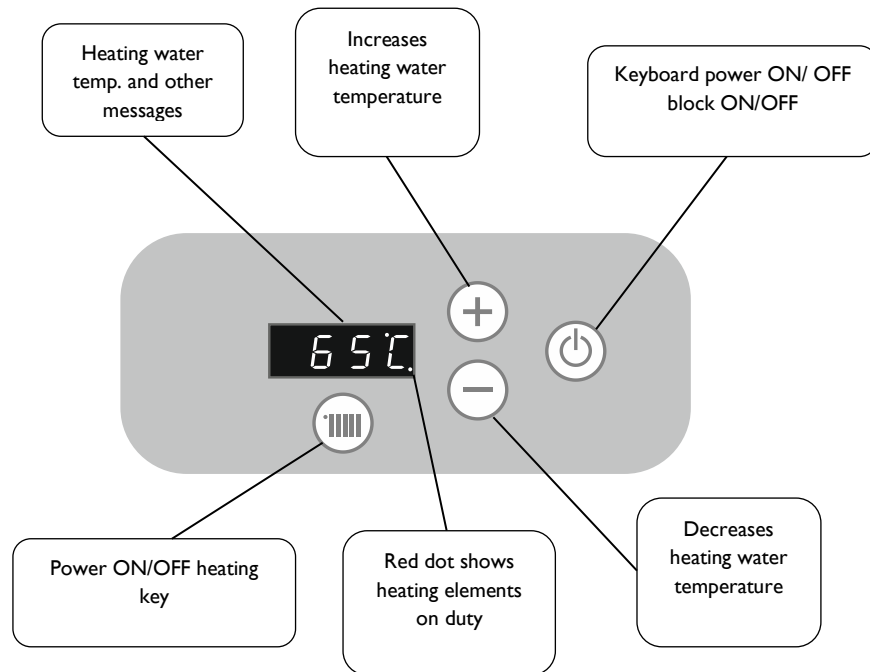 Heating water
temp. and other
messages
Increases
heating water
temperature
Keyboard power ON/ OFF
block ON/OFF
65°C.
Power ON/OFF heating
key
Red dot shows
heating elements
on duty
Decreases
heating water
temperature